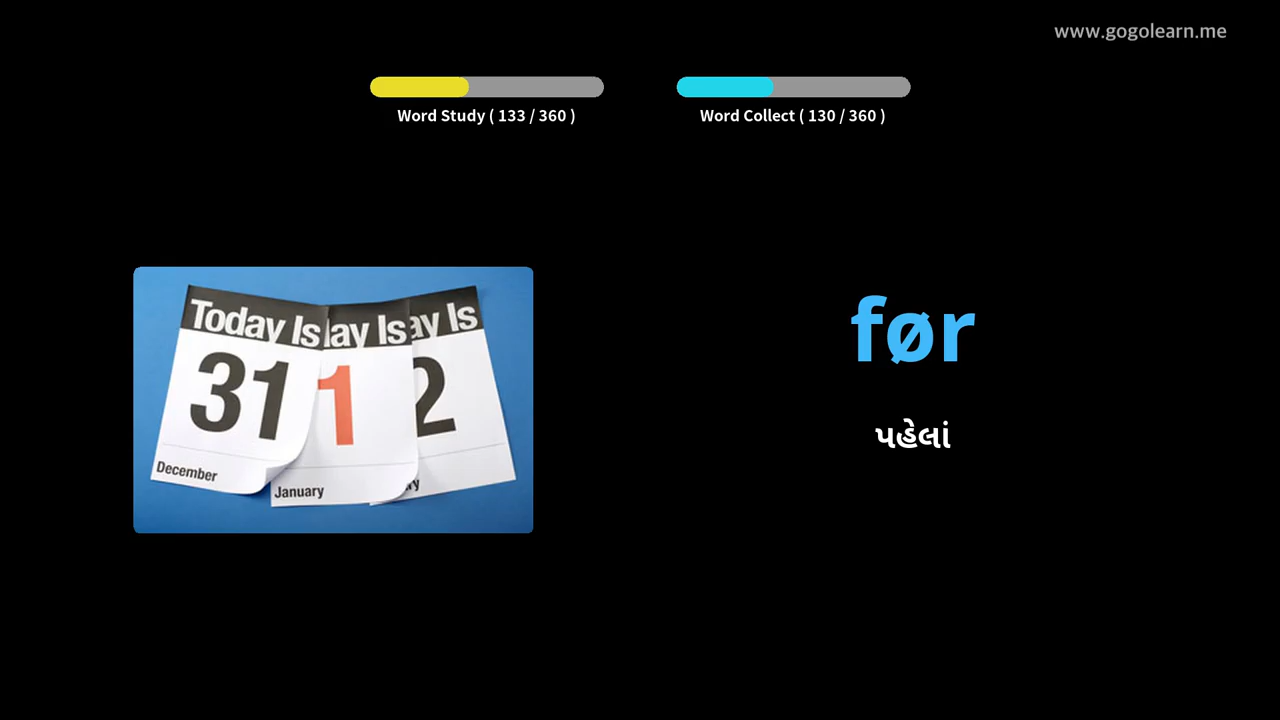 www.gogolearn.me
Word Study ( 133 / 360 )
Word Collect ( 130 / 360 )
Today Is
ay Is
ay Is
31
1
2
December
January
ry
før
પહેલાં